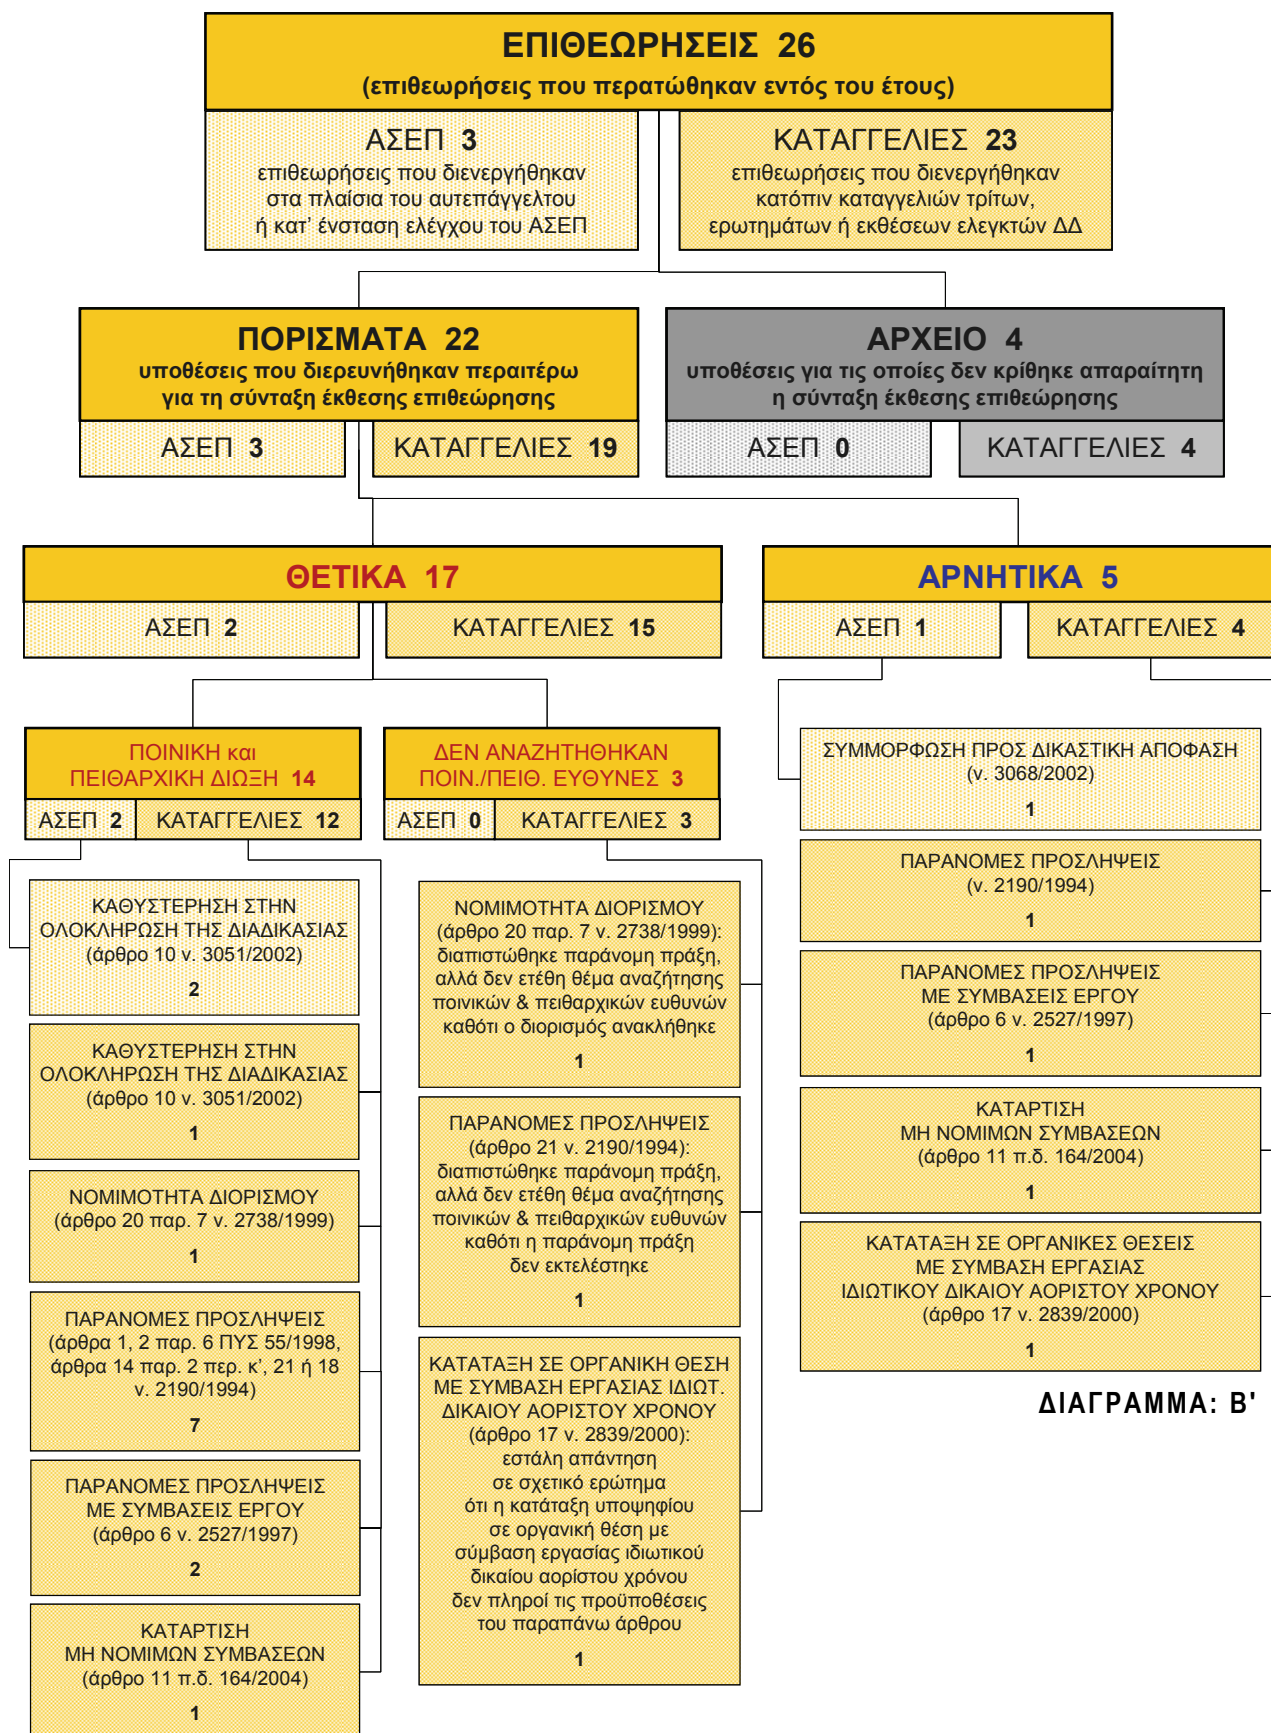 ΕΠΙΘΕΩΡΗΣΕΙΣ 26
(επιθεωρήσεις που περατώθηκαν εντός του έτους)
ΑΣΕΠ 3
επιθεωρήσεις που διενεργήθηκαν
στα πλαίσια του αυτεπάγγελτου
ή κατ' ένσταση ελέγχου του ΑΣΕΠ
ΚΑΤΑΓΓΕΛΙΕΣ 23
επιθεωρήσεις που διενεργήθηκαν
κατόπιν καταγγελιών τρίτων,
ερωτημάτων ή εκθέσεων ελεγκτών ΔΔ
ΠΟΡΙΣΜΑΤΑ 22
υποθέσεις που διερευνήθηκαν περαιτέρω
για τη σύνταξη έκθεσης επιθεώρησης
ΑΣΕΠ 3
ΚΑΤΑΓΓΕΛΙΕΣ 19
ΑΡΧΕΙΟ 4
υποθέσεις για τις οποίες δεν κρίθηκε απαραίτητη
η σύνταξη έκθεσης επιθεώρησης
ΑΣΕΠ 0
ΚΑΤΑΓΓΕΛΙΕΣ 4
ΘΕΤΙΚΑ 17
ΑΣΕΠ 2
ΚΑΤΑΓΓΕΛΙΕΣ 15
ΑΡΝΗΤΙΚΑ 5
ΑΣΕΠ 1
ΚΑΤΑΓΓΕΛΙΕΣ 4
ΠΟΙΝΙΚΗ και
ΠΕΙΘΑΡΧΙΚΗ ΔΙΩΞΗ 14
ΑΣΕΠ 2
ΚΑΤΑΓΓΕΛΙΕΣ 12
ΚΑΘΥΣΤΕΡΗΣΗ ΣΤΗΝ
ΟΛΟΚΛΗΡΩΣΗ ΤΗΣ ΔΙΑΔΙΚΑΣΙΑΣ
(άρθρο 10 ν. 3051/2002)
2
ΚΑΘΥΣΤΕΡΗΣΗ ΣΤΗΝ
ΟΛΟΚΛΗΡΩΣΗ ΤΗΣ ΔΙΑΔΙΚΑΣΙΑΣ
(άρθρο 10 ν. 3051/2002)
1
ΝΟΜΙΜΟΤΗΤΑ ΔΙΟΡΙΣΜΟΥ
(άρθρο 20 παρ. 7 ν. 2738/1999)
1
ΠΑΡΑΝΟΜΕΣ ΠΡΟΣΛΗΨΕΙΣ
(άρθρα 1, 2 παρ. 6 ΠΥΣ 55/1998,
άρθρα 14 παρ. 2 περ. κ', 21 ή 18
ν. 2190/1994)
7
ΠΑΡΑΝΟΜΕΣ ΠΡΟΣΛΗΨΕΙΣ
ΜΕ ΣΥΜΒΑΣΕΙΣ ΕΡΓΟΥ
(άρθρο 6 ν. 2527/1997)
2
ΚΑΤΑΡΤΙΣΗ
ΜΗ ΝΟΜΙΜΩΝ ΣΥΜΒΑΣΕΩΝ
(άρθρο 11 π.δ. 164/2004)
1
ΔΕΝ ΑΝΑΖΗΤΗΘΗΚΑΝ
ΠΟΙΝ./ΠΕΙΘ. ΕΥΘΥΝΕΣ 3
ΑΣΕΠ 0
ΚΑΤΑΓΓΕΛΙΕΣ 3
ΝΟΜΙΜΟΤΗΤΑ ΔΙΟΡΙΣΜΟΥ
(άρθρο 20 παρ. 7 ν. 2738/1999):
διαπιστώθηκε παράνομη πράξη,
αλλά δεν ετέθη θέμα αναζήτησης
ποινικών & πειθαρχικών ευθυνών
καθότι ο διορισμός ανακλήθηκε
1
ΠΑΡΑΝΟΜΕΣ ΠΡΟΣΛΗΨΕΙΣ
(άρθρο 21 ν. 2190/1994):
διαπιστώθηκε παράνομη πράξη,
αλλά δεν ετέθη θέμα αναζήτησης
ποινικών & πειθαρχικών ευθυνών
καθότι η παράνομη πράξη
δεν εκτελέστηκε
1
ΚΑΤΑΤΑΞΗ ΣΕ ΟΡΓΑΝΙΚΗ ΘΕΣΗ
ΜΕ ΣΥΜΒΑΣΗ ΕΡΓΑΣΙΑΣ ΙΔΙΩΤ.
ΔΙΚΑΙΟΥ ΑΟΡΙΣΤΟΥ ΧΡΟΝΟΥ
(άρθρο 17 ν. 2839/2000):
εστάλη απάντηση
σε σχετικό ερώτημα
ότι η κατάταξη υποψηφίου
σε οργανική θέση με
σύμβαση εργασίας ιδιωτικού
δικαίου αορίστου χρόνου
δεν πληροί τις προϋποθέσεις
του παραπάνω άρθρου
1
ΣΥΜΜΟΡΦΩΣΗ ΠΡΟΣ ΔΙΚΑΣΤΙΚΗ ΑΠΟΦΑΣΗ
(ν. 3068/2002)
1
ΠΑΡΑΝΟΜΕΣ ΠΡΟΣΛΗΨΕΙΣ
(ν. 2190/1994)
1
ΠΑΡΑΝΟΜΕΣ ΠΡΟΣΛΗΨΕΙΣ
ΜΕ ΣΥΜΒΑΣΕΙΣ ΕΡΓΟΥ
(άρθρο 6 ν. 2527/1997)
1
ΚΑΤΑΡΤΙΣΗ
ΜΗ ΝΟΜΙΜΩΝ ΣΥΜΒΑΣΕΩΝ
(άρθρο 11 π.δ. 164/2004)
1
ΚΑΤΑΤΑΞΗ ΣΕ ΟΡΓΑΝΙΚΕΣ ΘΕΣΕΙΣ
ΜΕ ΣΥΜΒΑΣΗ ΕΡΓΑΣΙΑΣ
ΙΔΙΩΤΙΚΟΥ ΔΙΚΑΙΟΥ ΑΟΡΙΣΤΟΥ ΧΡΟΝΟΥ
(άρθρο 17 ν. 2839/2000)
1
ΔΙΑΓΡΑΜΜΑ: Β'